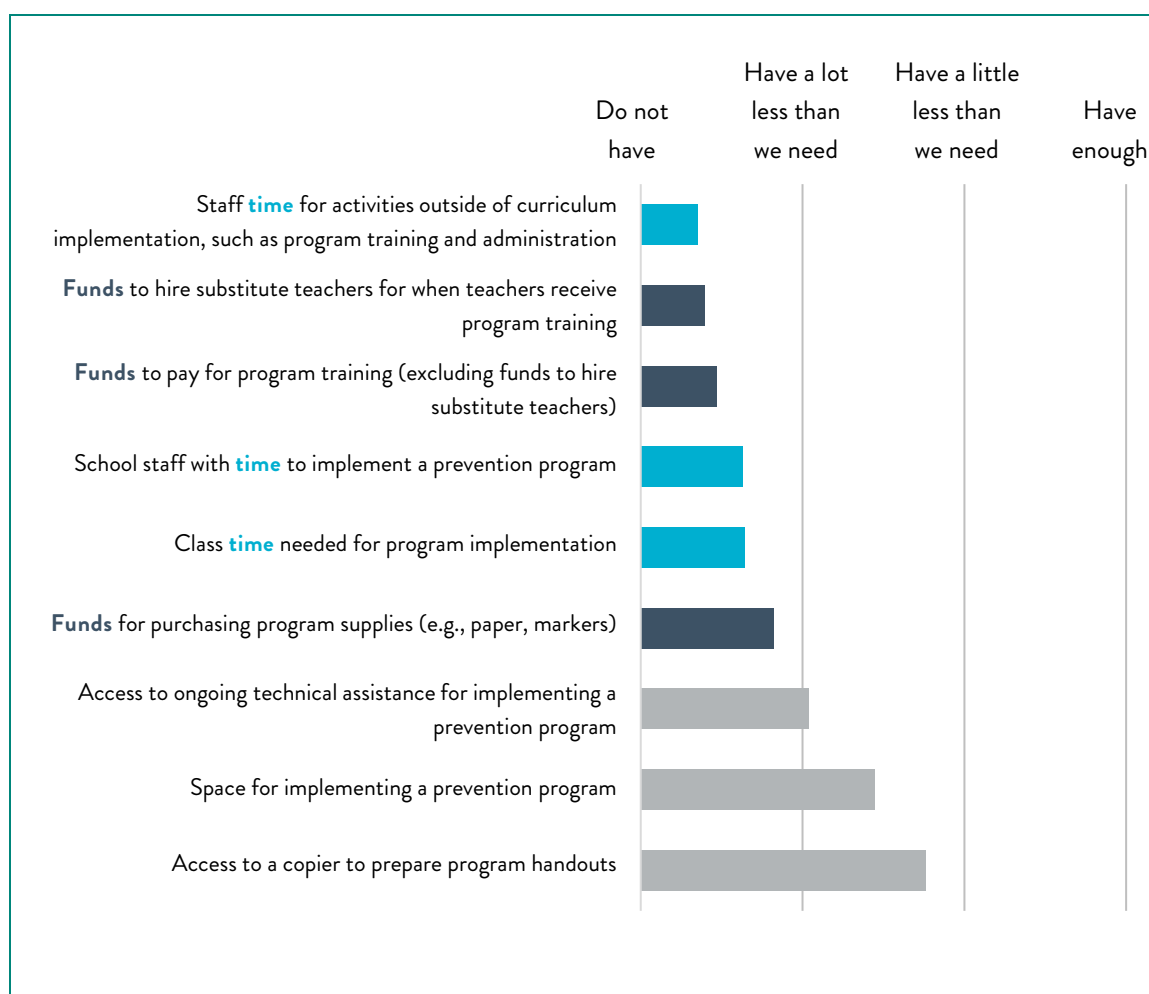 Do not
have
Have a lot
less than
we need
Have a little
less than
we need
Have
enough
Staff time for activities outside of curriculum
implementation, such as program training and administration
Funds to hire substitute teachers for when teachers receive
program training
Funds to pay for program training (excluding funds to hire
substitute teachers)
School staff with time to implement a prevention program
Class time needed for program implementation
Funds for purchasing program supplies (e.g., paper, markers)
Access to ongoing technical assistance for implementing a
prevention program
Space for implementing a prevention program
Access to a copier to prepare program handouts